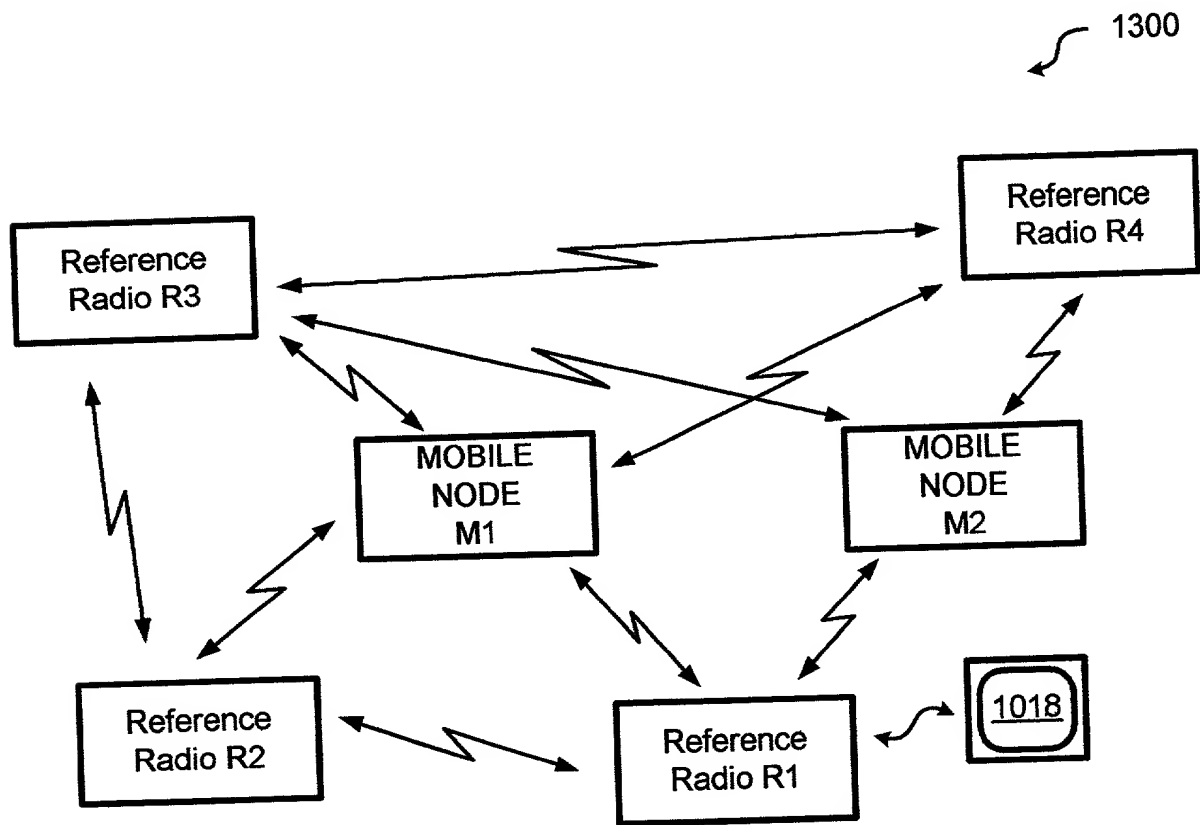 1300
Reference
Radio R4
Reference
Radio R3
MOBILE
NODE
M1
MOBILE
NODE
M2
Reference
Radio R2
Reference
Radio R1
1018